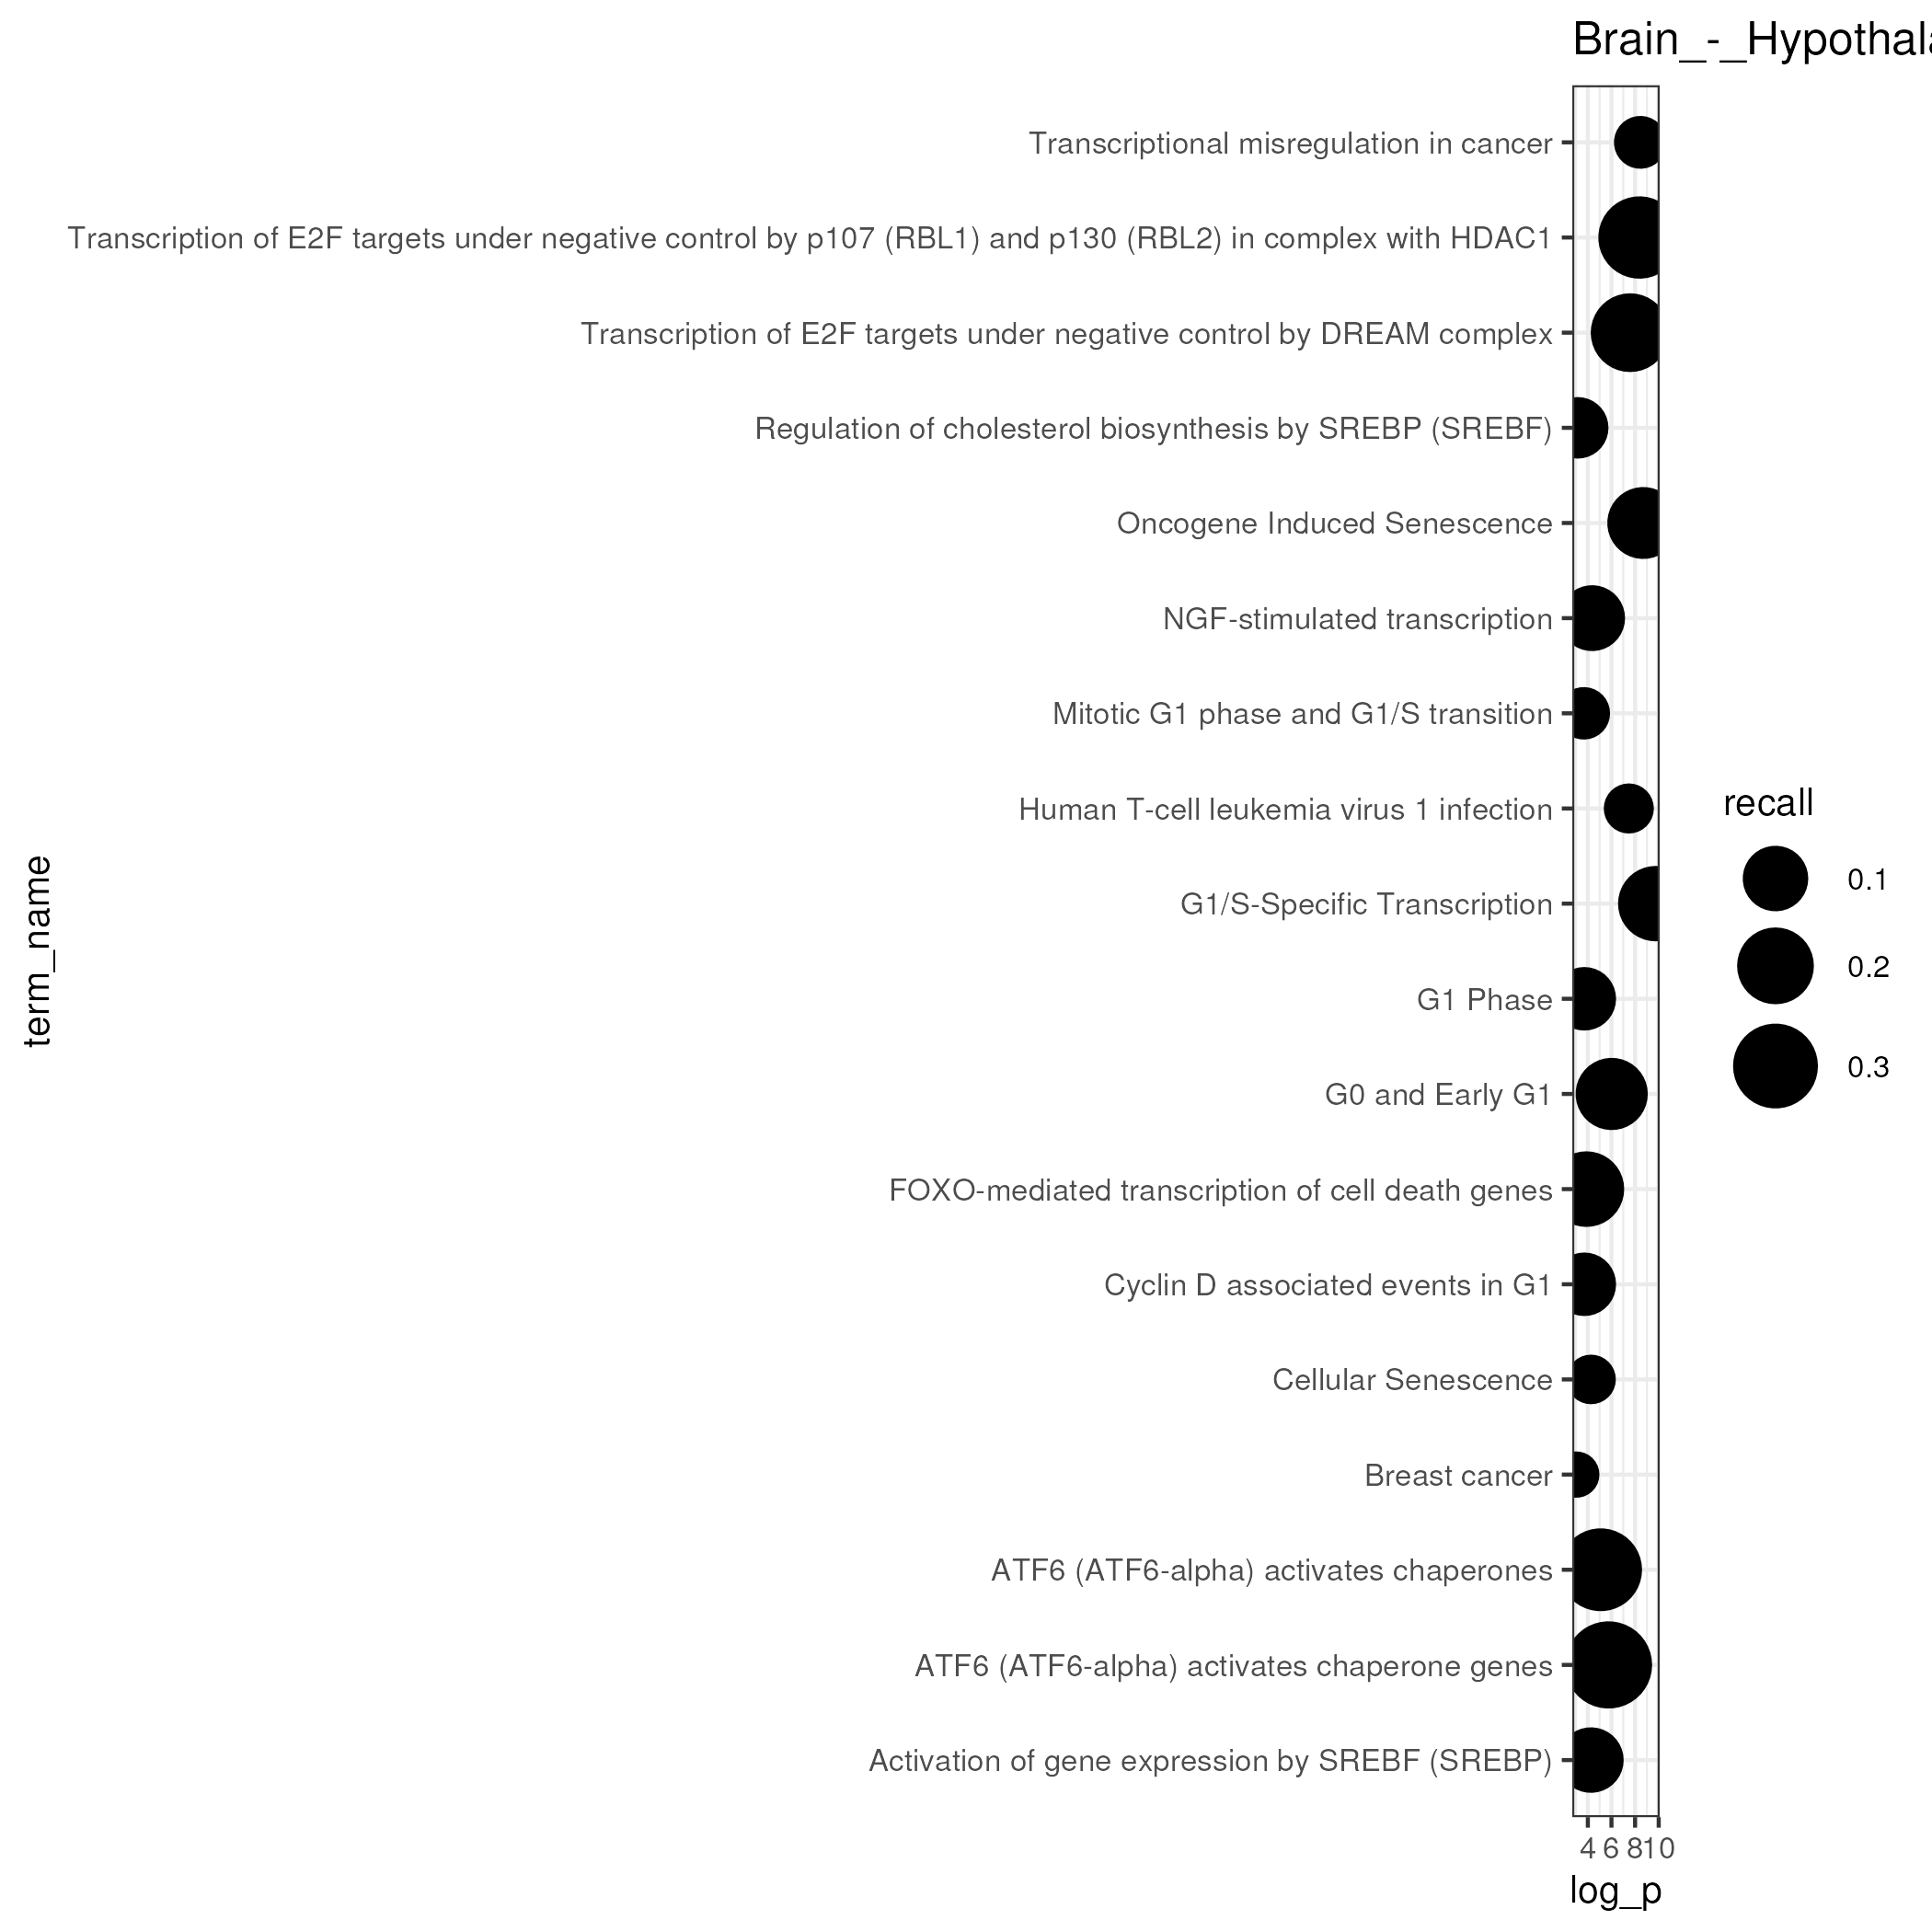 Brain_-_Hypothala
Transcriptional misregulation in cancer
Transcription of E2F targets under negative control by p107 (RBL1) and p130 (RBL2) in complex with HDAC1
Transcription of E2F targets under negative control by DREAM complex
Regulation of cholesterol biosynthesis by SREBP (SREBF)
Oncogene Induced Senescence
NGF-stimulated transcription
Mitotic G1 phase and G1/S transition
Human T-cell leukemia virus 1 infection
G1/S-Specific Transcription
G1 Phase
G0 and Early G1
FOXO-mediated transcription of cell death genes
Cyclin D associated events in G1
Cellular Senescence
Breast cancer
ATF6 (ATF6-alpha) activates chaperones
ATF6 (ATF6-alpha) activates chaperone genes
Activation of gene expression by SREBF (SREBP)
term_name
4 6 8 10
log_p
recall
0.1
0.2
0.3